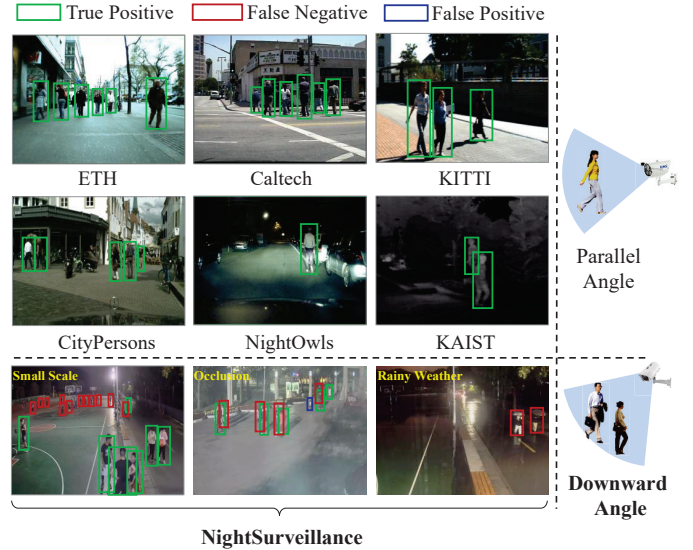 True Positive False Negative False Positive
ETH Caltech KITTI
Parallel
Angle
CityPersons NightOwls KAIST
Small Scale Occlusion Rainy Weather
Downward
Angle
NightSurveillance